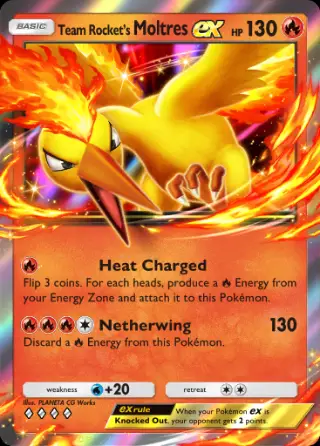 BASIC Team Rocket's Moltres ex HP 130
Heat Charged
Flip 3 coins. For each heads, produce a Energy from
your Energy Zone and attach it to this Pokémon.
Netherwing 130
Discard a Energy from this Pokémon.
weakness +20 retreat
Illus. PLANETA CG Works
ex rule When your Pokémon ex is
Knocked Out, your opponent gets 2 points.